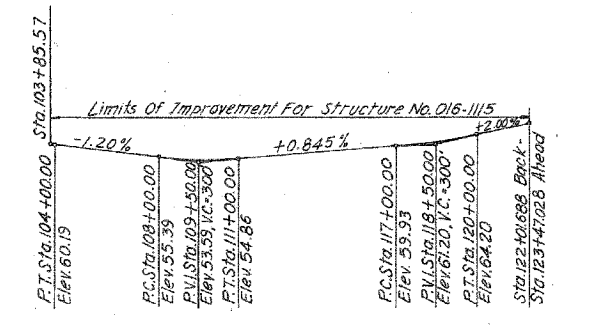 Sta.103+85.57
Limits Of Improvement For Structure No. 016-1115
-1.20%
+0.845%
+2.00%
P.T. Sta. 104+00.00
Elev. 60.19
P.C. Sta. 108+00.00
Elev. 55.39
P.V.I. Sta. 109+50.00
Elev. 53.59, V.C.=300'
P.T. Sta. 111+00.00
Elev. 54.86
P.C. Sta. 117+00.00
Elev. 59.93
P.V.I. Sta. 118+50.00
Elev. 61.20, V.C.=300'
P.T. Sta. 120+00.00
Elev. 64.20
Sta. 122+01.688 Back-
Sta. 123+47.028 Ahead